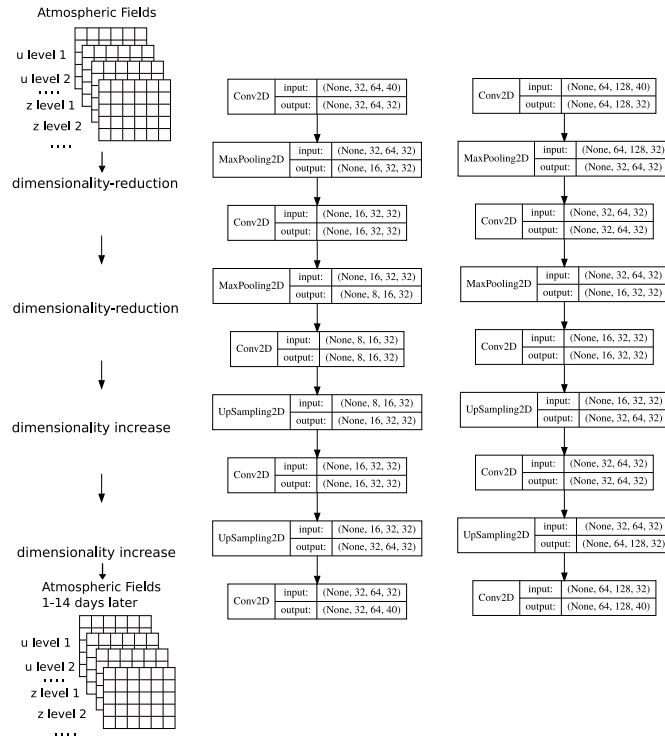 Atmospheric Fields
u level 1
u level 2
....
z level 1
z level 2
....
dimensionality-reduction
dimensionality-reduction
dimensionality increase
dimensionality increase
Atmospheric Fields
1-14 days later
u level 1
u level 2
....
z level 1
z level 2
....
Conv2D
input: (None, 32, 64, 40)
output: (None, 32, 64, 32)
MaxPooling2D
input: (None, 32, 64, 32)
output: (None, 16, 32, 32)
Conv2D
input: (None, 16, 32, 32)
output: (None, 16, 32, 32)
MaxPooling2D
input: (None, 16, 32, 32)
output: (None, 8, 16, 32)
Conv2D
input: (None, 8, 16, 32)
output: (None, 8, 16, 32)
UpSampling2D
input: (None, 8, 16, 32)
output: (None, 16, 32, 32)
Conv2D
input: (None, 16, 32, 32)
output: (None, 16, 32, 32)
UpSampling2D
input: (None, 16, 32, 32)
output: (None, 32, 64, 32)
Conv2D
input: (None, 32, 64, 32)
output: (None, 32, 64, 40)
Conv2D
input: (None, 64, 128, 40)
output: (None, 64, 128, 32)
MaxPooling2D
input: (None, 64, 128, 32)
output: (None, 32, 64, 32)
Conv2D
input: (None, 32, 64, 32)
output: (None, 32, 64, 32)
MaxPooling2D
input: (None, 32, 64, 32)
output: (None, 16, 32, 32)
Conv2D
input: (None, 16, 32, 32)
output: (None, 16, 32, 32)
UpSampling2D
input: (None, 16, 32, 32)
output: (None, 32, 64, 32)
Conv2D
input: (None, 32, 64, 32)
output: (None, 32, 64, 32)
UpSampling2D
input: (None, 32, 64, 32)
output: (None, 64, 128, 32)
Conv2D
input: (None, 64, 128, 32)
output: (None, 64, 128, 40)